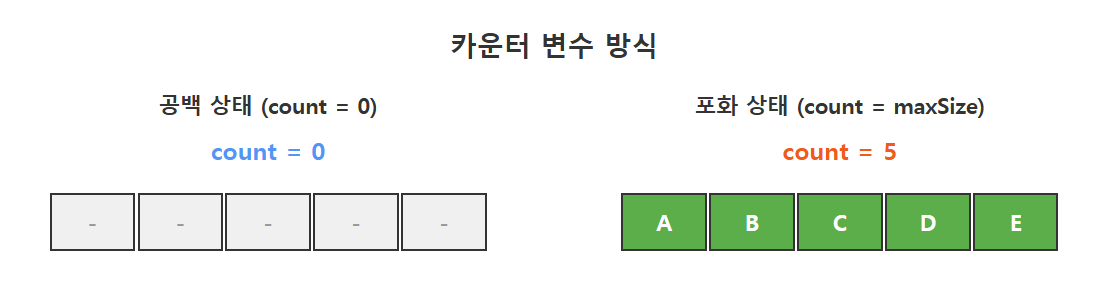 카운터 변수 방식
공백 상태 (count = 0)
count = 0
- - - - -
포화 상태 (count = maxSize)
count = 5
A B C D E